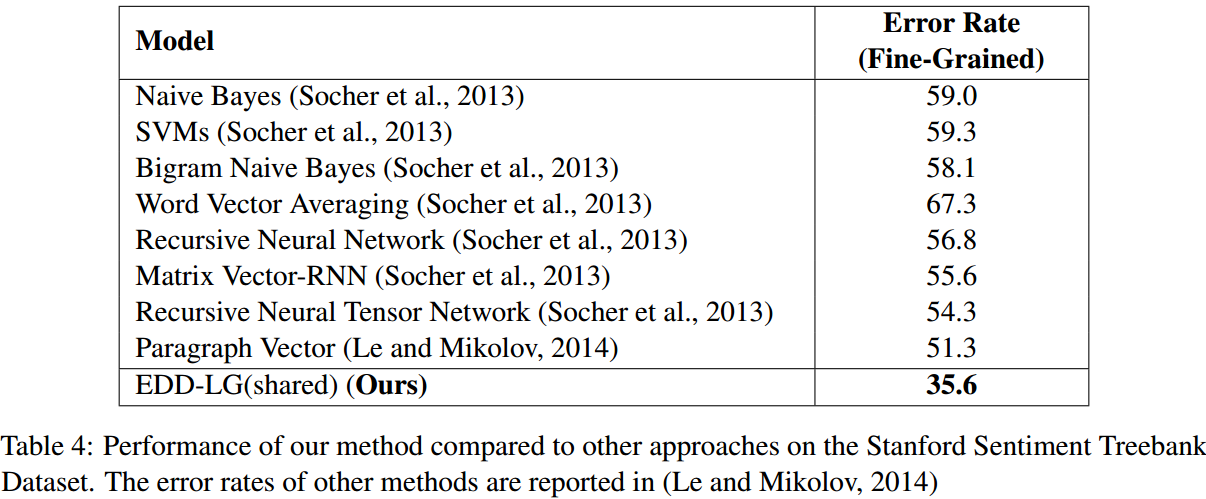 Model Error Rate
(Fine-Grained)
Naive Bayes (Socher et al., 2013) 59.0
SVMs (Socher et al., 2013) 59.3
Bigram Naive Bayes (Socher et al., 2013) 58.1
Word Vector Averaging (Socher et al., 2013) 67.3
Recursive Neural Network (Socher et al., 2013) 56.8
Matrix Vector-RNN (Socher et al., 2013) 55.6
Recursive Neural Tensor Network (Socher et al., 2013) 54.3
Paragraph Vector (Le and Mikolov, 2014) 51.3
EDD-LG(shared) (Ours) 35.6
Table 4: Performance of our method compared to other approaches on the Stanford Sentiment Treebank
Dataset. The error rates of other methods are reported in (Le and Mikolov, 2014)